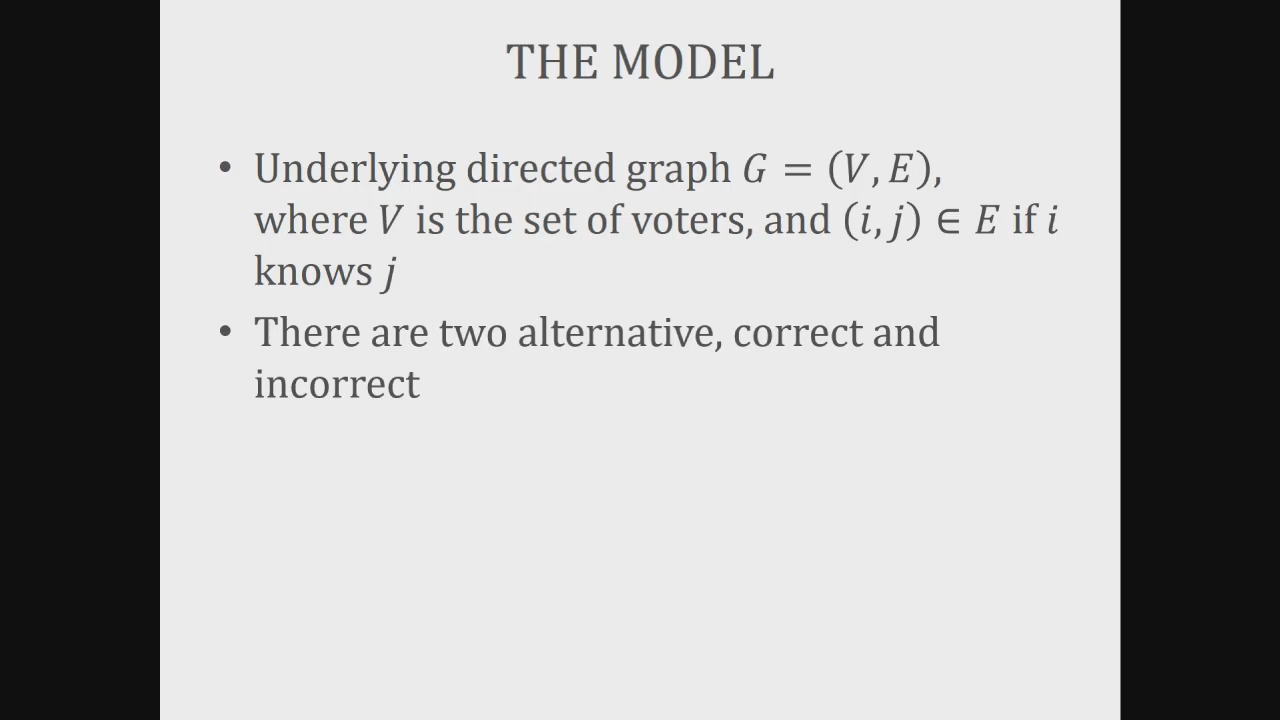 THE MODEL
• Underlying directed graph G = (V, E),
where V is the set of voters, and (i, j) ∈ E if i
knows j
• There are two alternative, correct and
incorrect